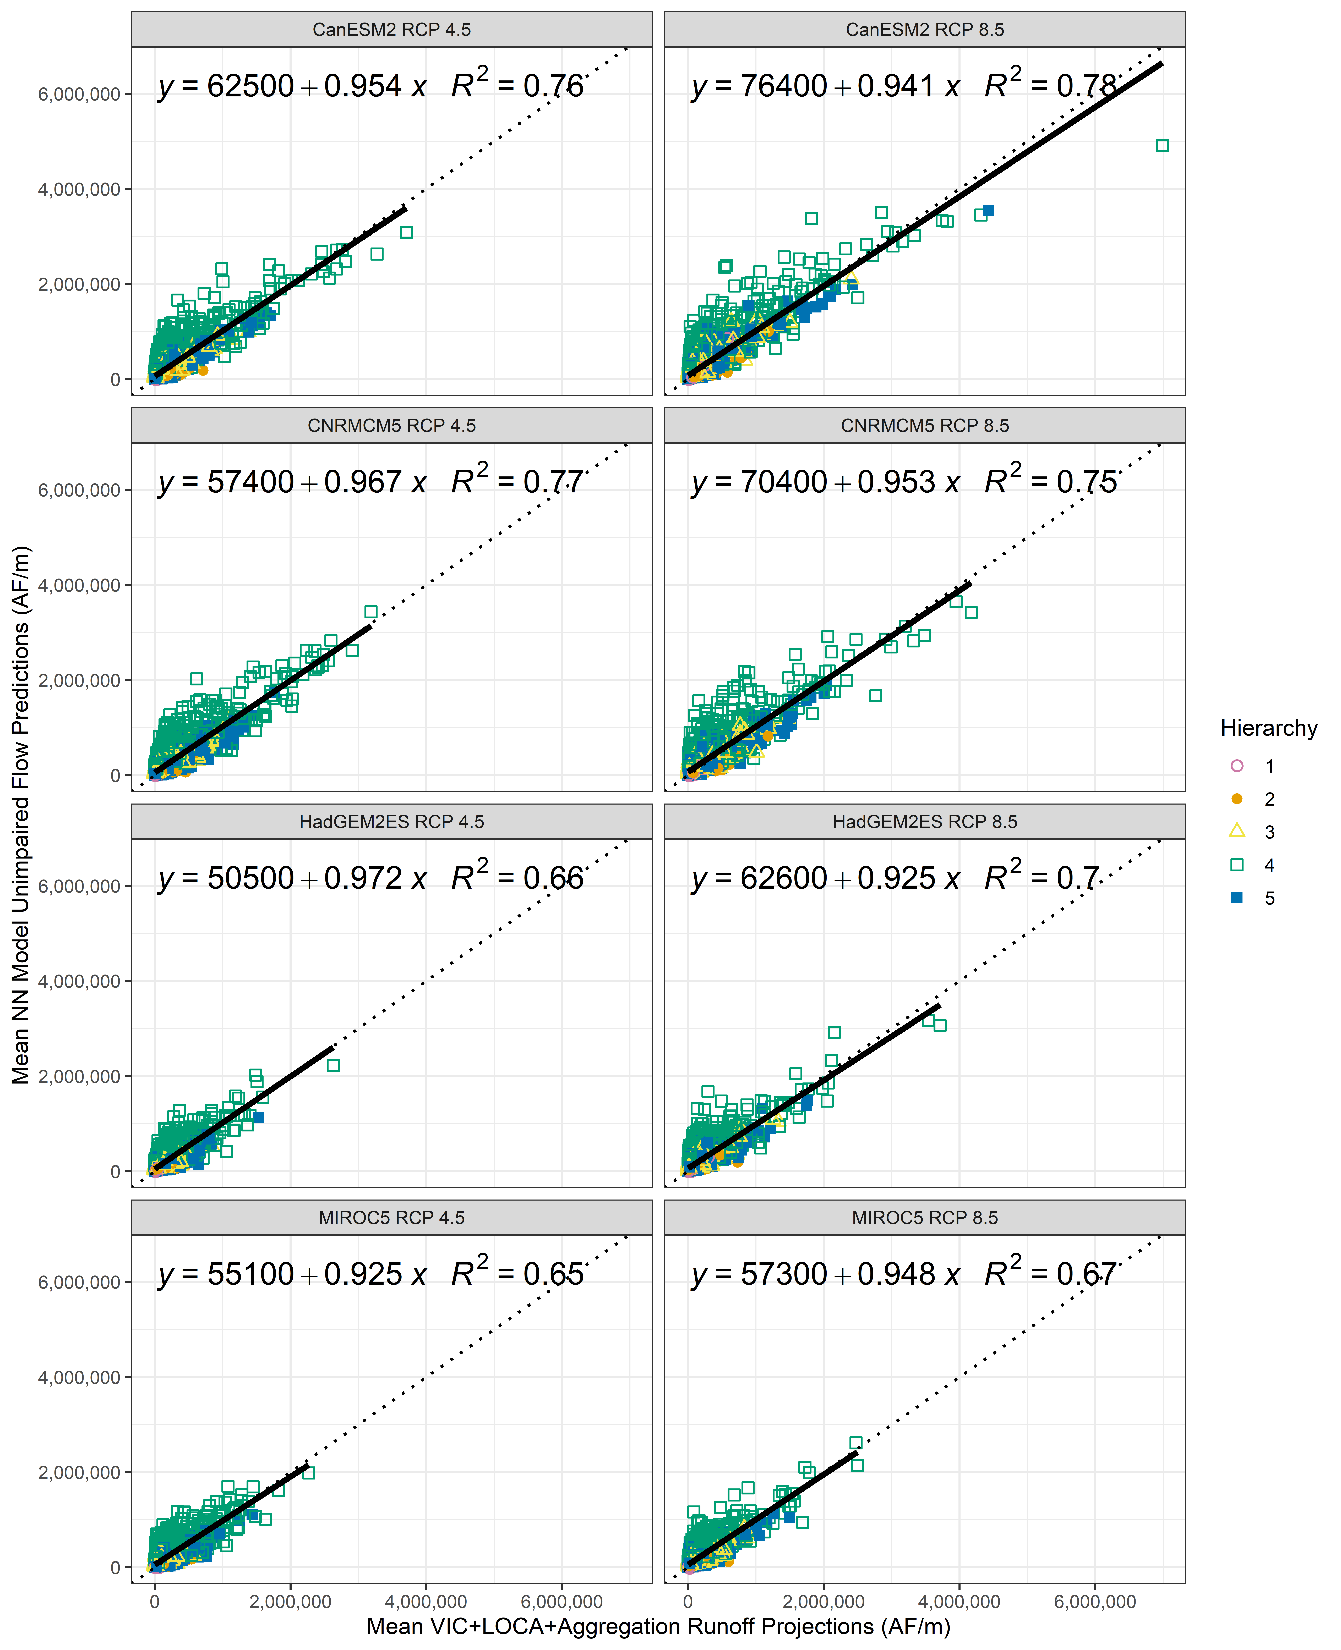 CanESM2 RCP 4.5
CanESM2 RCP 8.5
y = 62500 + 0.954 x R² = 0.76
y = 76400 + 0.941 x R² = 0.78
6,000,000
4,000,000
2,000,000
0
CNRMCM5 RCP 4.5
CNRMCM5 RCP 8.5
y = 57400 + 0.967 x R² = 0.77
y = 70400 + 0.953 x R² = 0.75
6,000,000
4,000,000
2,000,000
0
HadGEM2ES RCP 4.5
HadGEM2ES RCP 8.5
y = 50500 + 0.972 x R² = 0.66
y = 62600 + 0.925 x R² = 0.7
6,000,000
4,000,000
2,000,000
0
MIROC5 RCP 4.5
MIROC5 RCP 8.5
y = 55100 + 0.925 x R² = 0.65
y = 57300 + 0.948 x R² = 0.67
6,000,000
4,000,000
2,000,000
0
0 2,000,000 4,000,000 6,000,000
0 2,000,000 4,000,000 6,000,000
Mean VIC+LOCA+Aggregation Runoff Projections (AF/m)
Mean NN Model Unimpaired Flow Predictions (AF/m)
Hierarchy
1
2
3
4
5